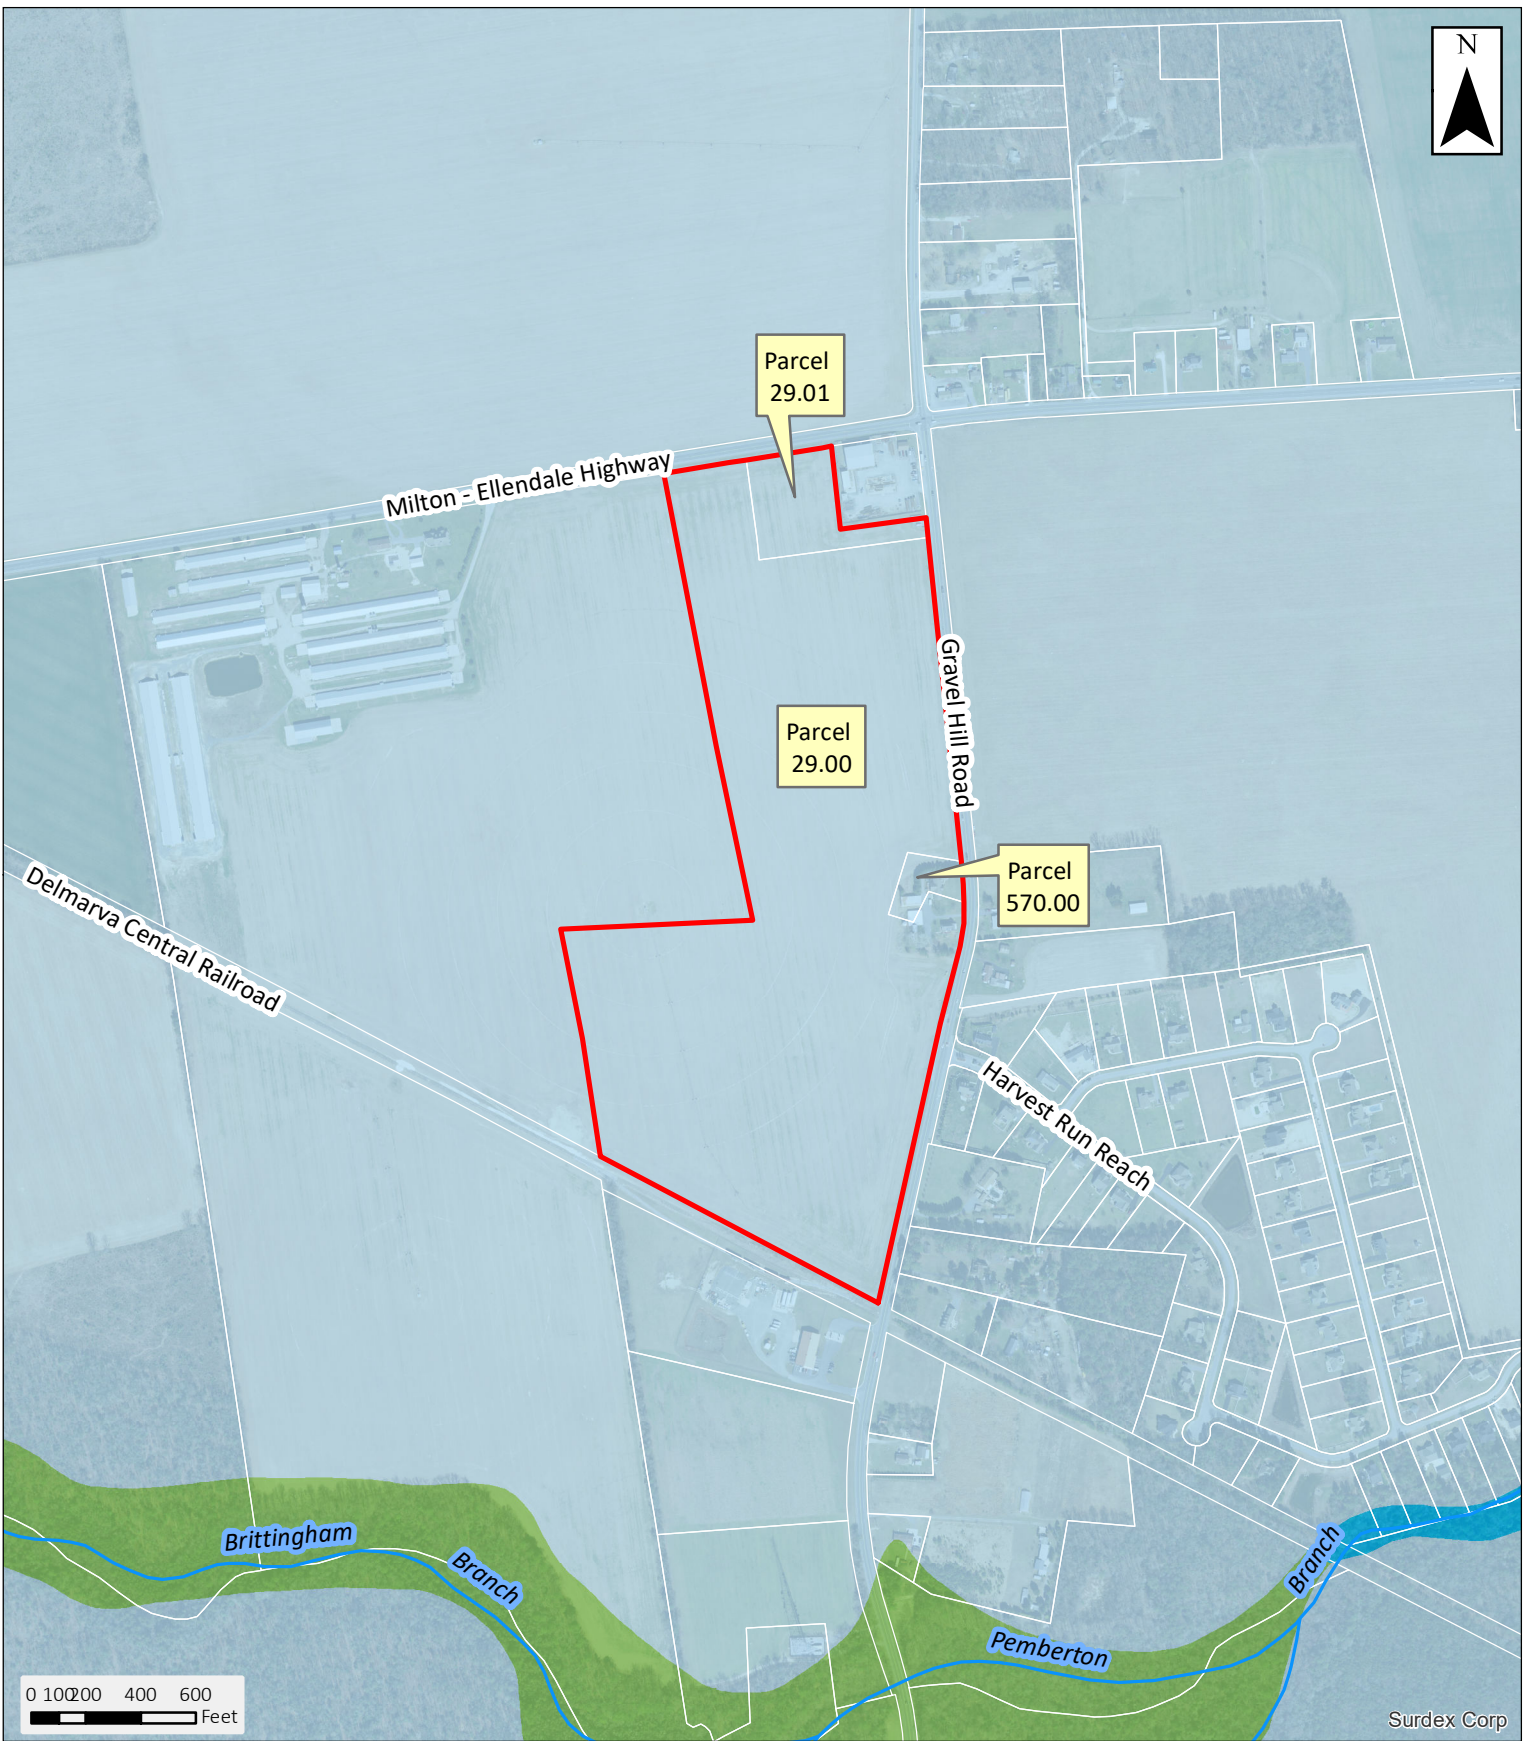 N
Parcel
29.01
Milton - Ellendale Highway
Gravel Hill Road
Parcel
29.00
Parcel
570.00
Delmarva Central Railroad
Harvest Run Reach
Brittingham
Branch
Branch
Pemberton
0 100 200 400 600
Feet
Surdex Corp